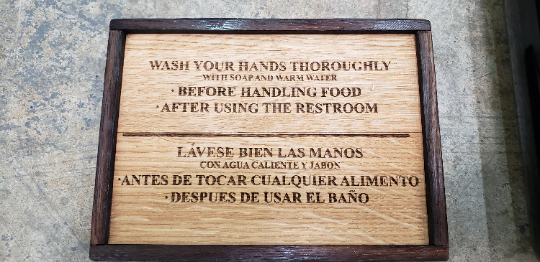 WASH YOUR HANDS THOROUGHLY
WITH SOAP AND WARM WATER
·BEFORE HANDLING FOOD
·AFTER USING THE RESTROOM
LÁVESE BIEN LAS MANOS
CON AGUA CALIENTE Y JABON
·ANTES DE TOCAR CUALQUIER ALIMENTO
·DESPUES DE USAR EL BAÑO